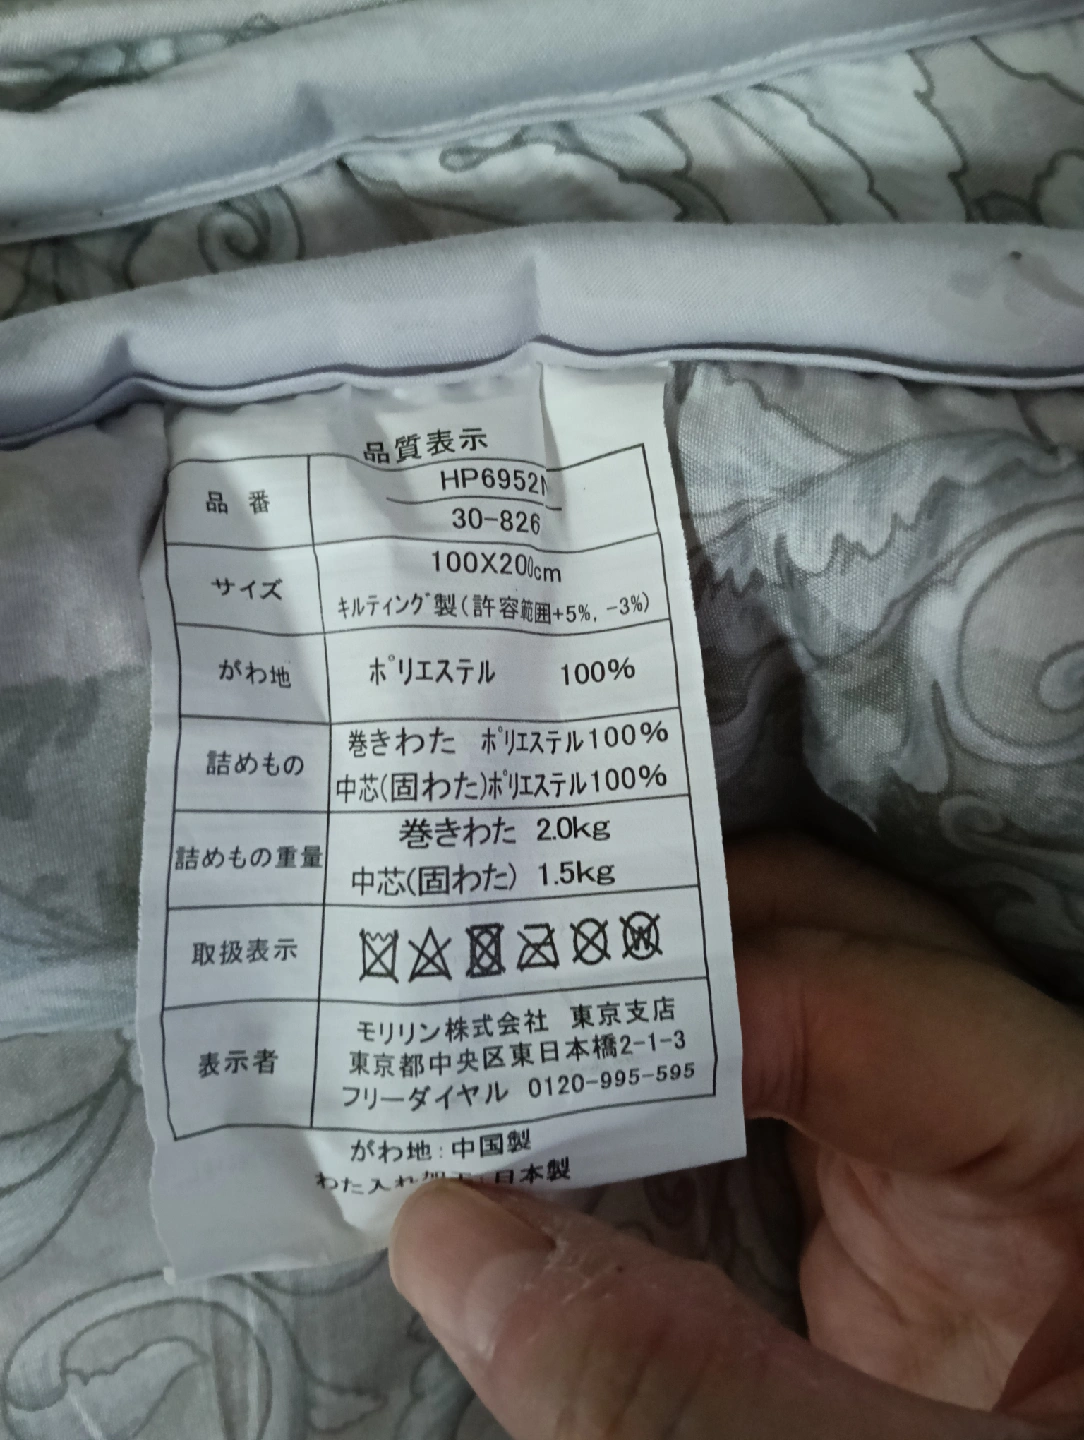 品質表示
品 番 HP6952N
30-826
サイズ 100X200cm
キルティング製(許容範囲+5%, -3%)
がわ地 ポリエステル 100%
詰めもの 巻きわた ポリエステル100%
中芯(固わた)ポリエステル100%
詰めもの重量 巻きわた 2.0kg
中芯(固わた) 1.5kg
取扱表示 W
表示者 モリリン株式会社 東京支店
東京都中央区東日本橋2-1-3
フリーダイヤル 0120-995-595
がわ地:中国製
わた入れ加工:日本製